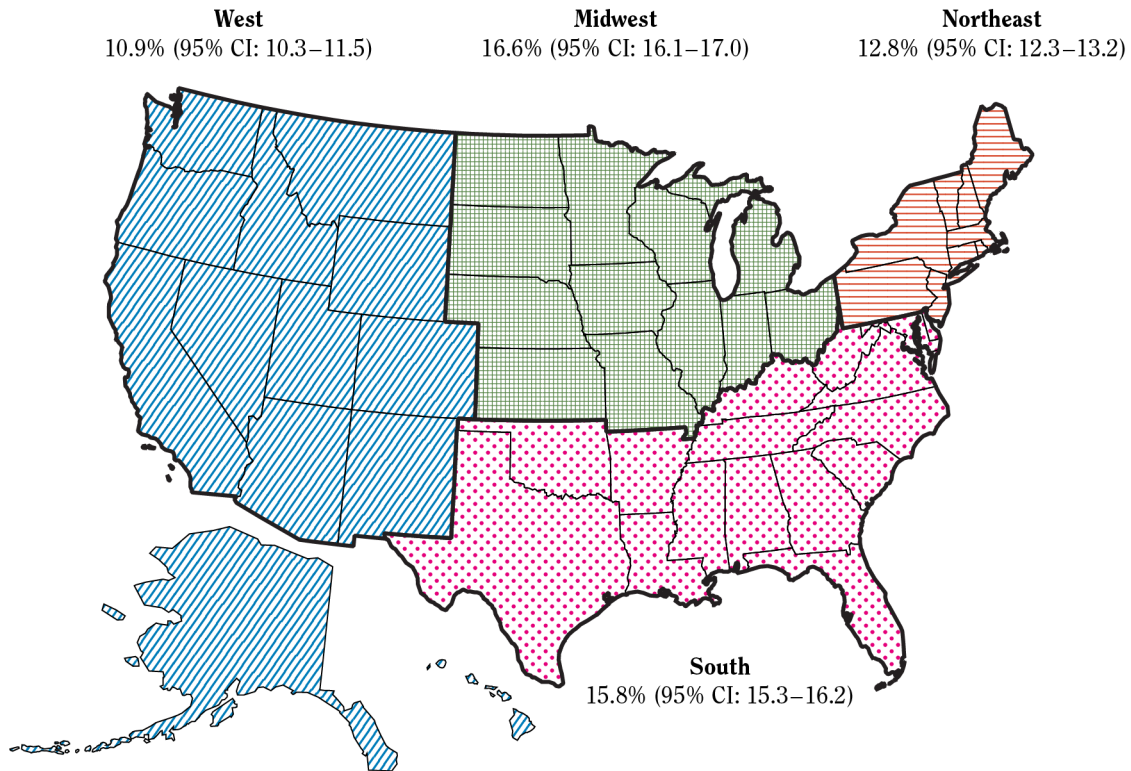 West
10.9% (95% CI: 10.3–11.5)
Midwest
16.6% (95% CI: 16.1–17.0)
Northeast
12.8% (95% CI: 12.3–13.2)
South
15.8% (95% CI: 15.3–16.2)